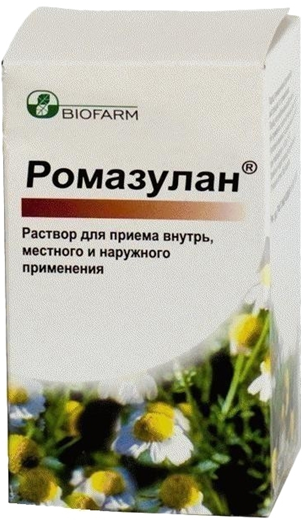 BIOFARM
Ромазулан®
Раствор для приема внутрь,
местного и наружного
применения